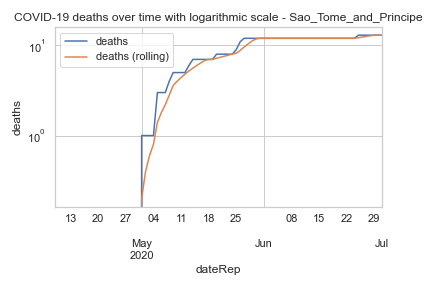 COVID-19 deaths over time with logarithmic scale - Sao_Tome_and_Principe
deaths
deaths (rolling)
10¹
10⁰
deaths
13 20 27 04 11 18 25 08 15 22 29
May Jun Jul
2020
dateRep